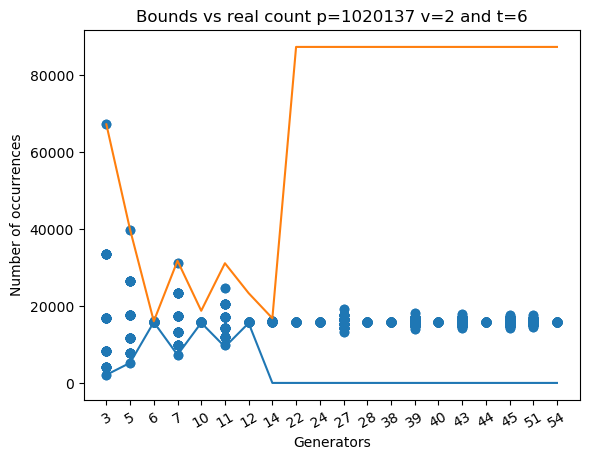 Bounds vs real count p=1020137 v=2 and t=6
80000
60000
40000
20000
0
Number of occurrences
3 5 6 7 10 11 12 14 22 24 27 28 38 39 40 43 44 45 51 54
Generators